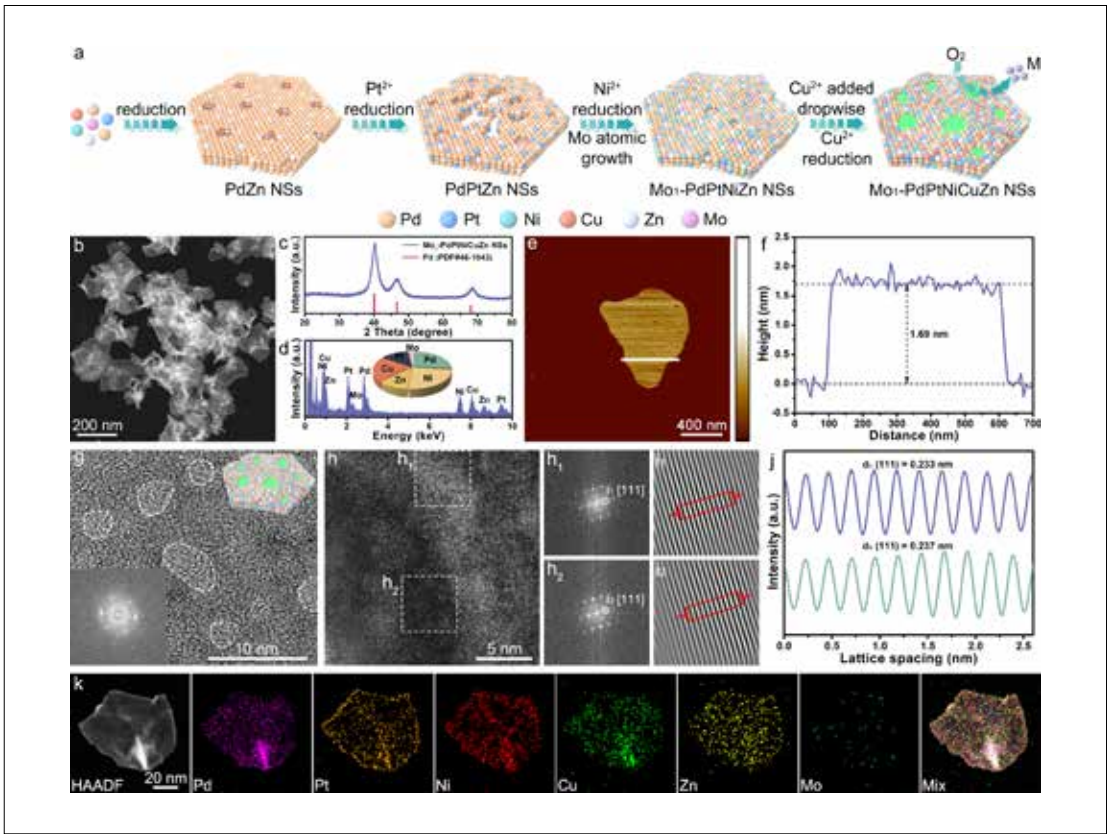 a
reduction
Pt²⁺
reduction
Ni²⁺
reduction
Mo atomic
growth
Cu²⁺ added
dropwise
Cu²⁺
reduction
O₂
M
PdZn NSs
PdPtZn NSs
Mo₁-PdPtNiZn NSs
Mo₁-PdPtNiCuZn NSs
Pd Pt Ni Cu Zn Mo
b
200 nm
c
Intensity (a.u.)
Mo₁-PdPtNiCuZn NSs
Pd (PDF#46-1043)
20 30 40 50 60 70 80
2 Theta (degree)
d
Intensity (a.u.)
Cu
Ni
Zn
Pt
Mo
Pd
Ni
Cu
Zn
Pt
Mo
Pd
Ni
Zn
Cu
0 2 4 6 8 10
Energy (keV)
e
400 nm
f
Height (nm)
2.5
2.0
1.5
1.0
0.5
0.0
-0.5
1.69 nm
0 100 200 300 400 500 600 700
Distance (nm)
g
10 nm
h
h₁
h₂
5 nm
h₁
[111]
h₂
[111]
Intensity (a.u.)
(111) = 0.233 nm
(111) = 0.237 nm
0.0 0.5 1.0 1.5 2.0 2.5
Lattice spacing (nm)
k
HAADF
20 nm
Pd
Pt
Ni
Cu
Zn
Mo
Mix